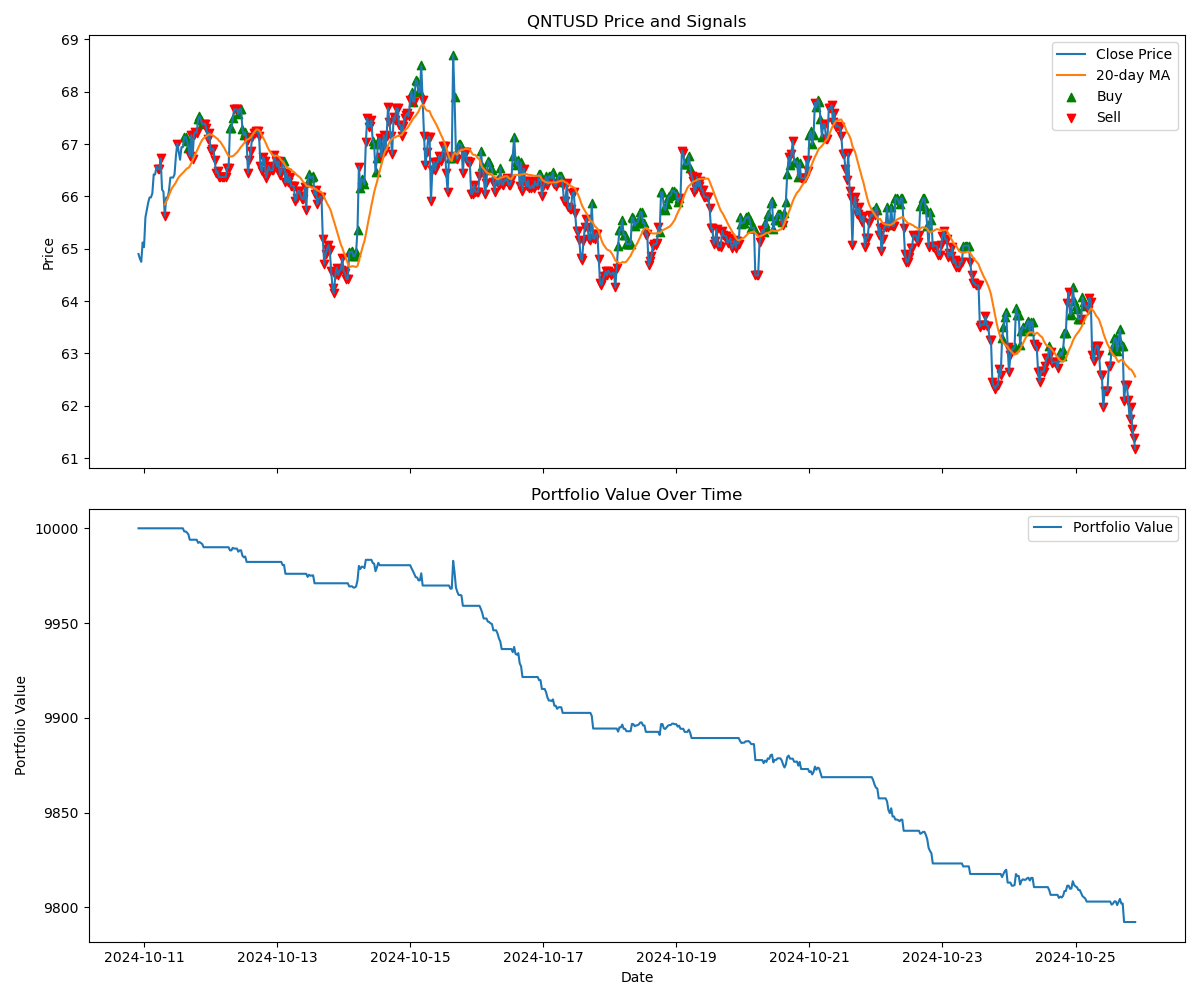 QNTUSD Price and Signals
69
68
67
66
65
64
63
62
61
Price
Close Price
20-day MA
Buy
Sell
Portfolio Value Over Time
10000
9950
9900
9850
9800
Portfolio Value
Portfolio Value
2024-10-11
2024-10-13
2024-10-15
2024-10-17
2024-10-19
2024-10-21
2024-10-23
2024-10-25
Date